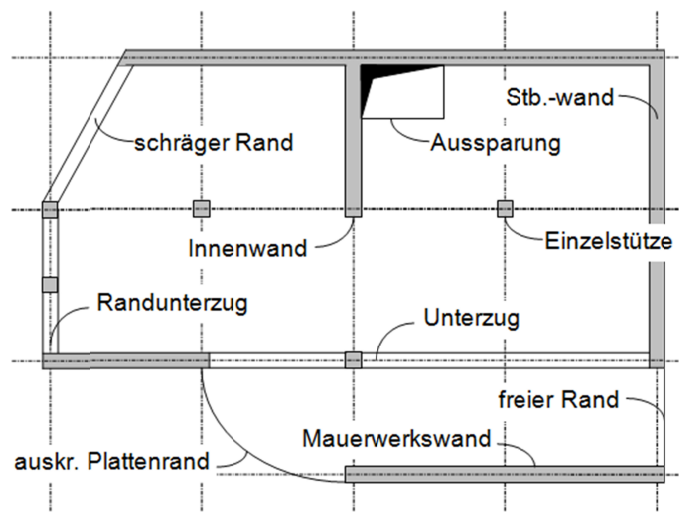 Stb.-wand
schräger Rand
Aussparung
Innenwand
Einzelstütze
Randunterzug
Unterzug
freier Rand
Mauerwerkswand
auskr. Plattenrand